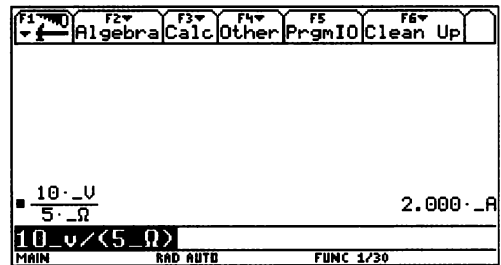 F1 F2 F3 F4 F5 F6
Algebra Calc Other PrgmIO Clean Up
10·_V
5·_Ω
2.000·_A
10_v/(5_Ω)
MAIN RAD AUTO FUNC 1/30